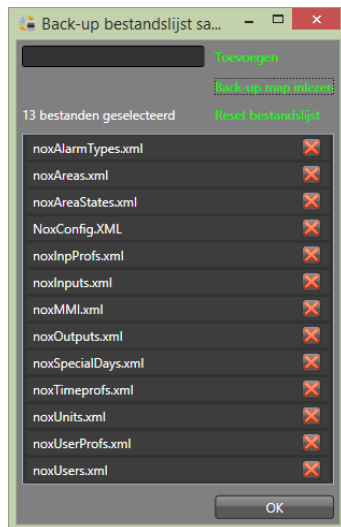 Back-up bestandslijst sa...
Toevoegen
Back-up map inlezen
13 bestanden geselecteerd Reset bestandslijst
noxAlarmTypes.xml
noxAreas.xml
noxAreaStates.xml
NoxConfig.XML
noxInpProfs.xml
noxInputs.xml
noxMMI.xml
noxOutputs.xml
noxSpecialDays.xml
noxTimeprofs.xml
noxUnits.xml
noxUserProfs.xml
noxUsers.xml
OK